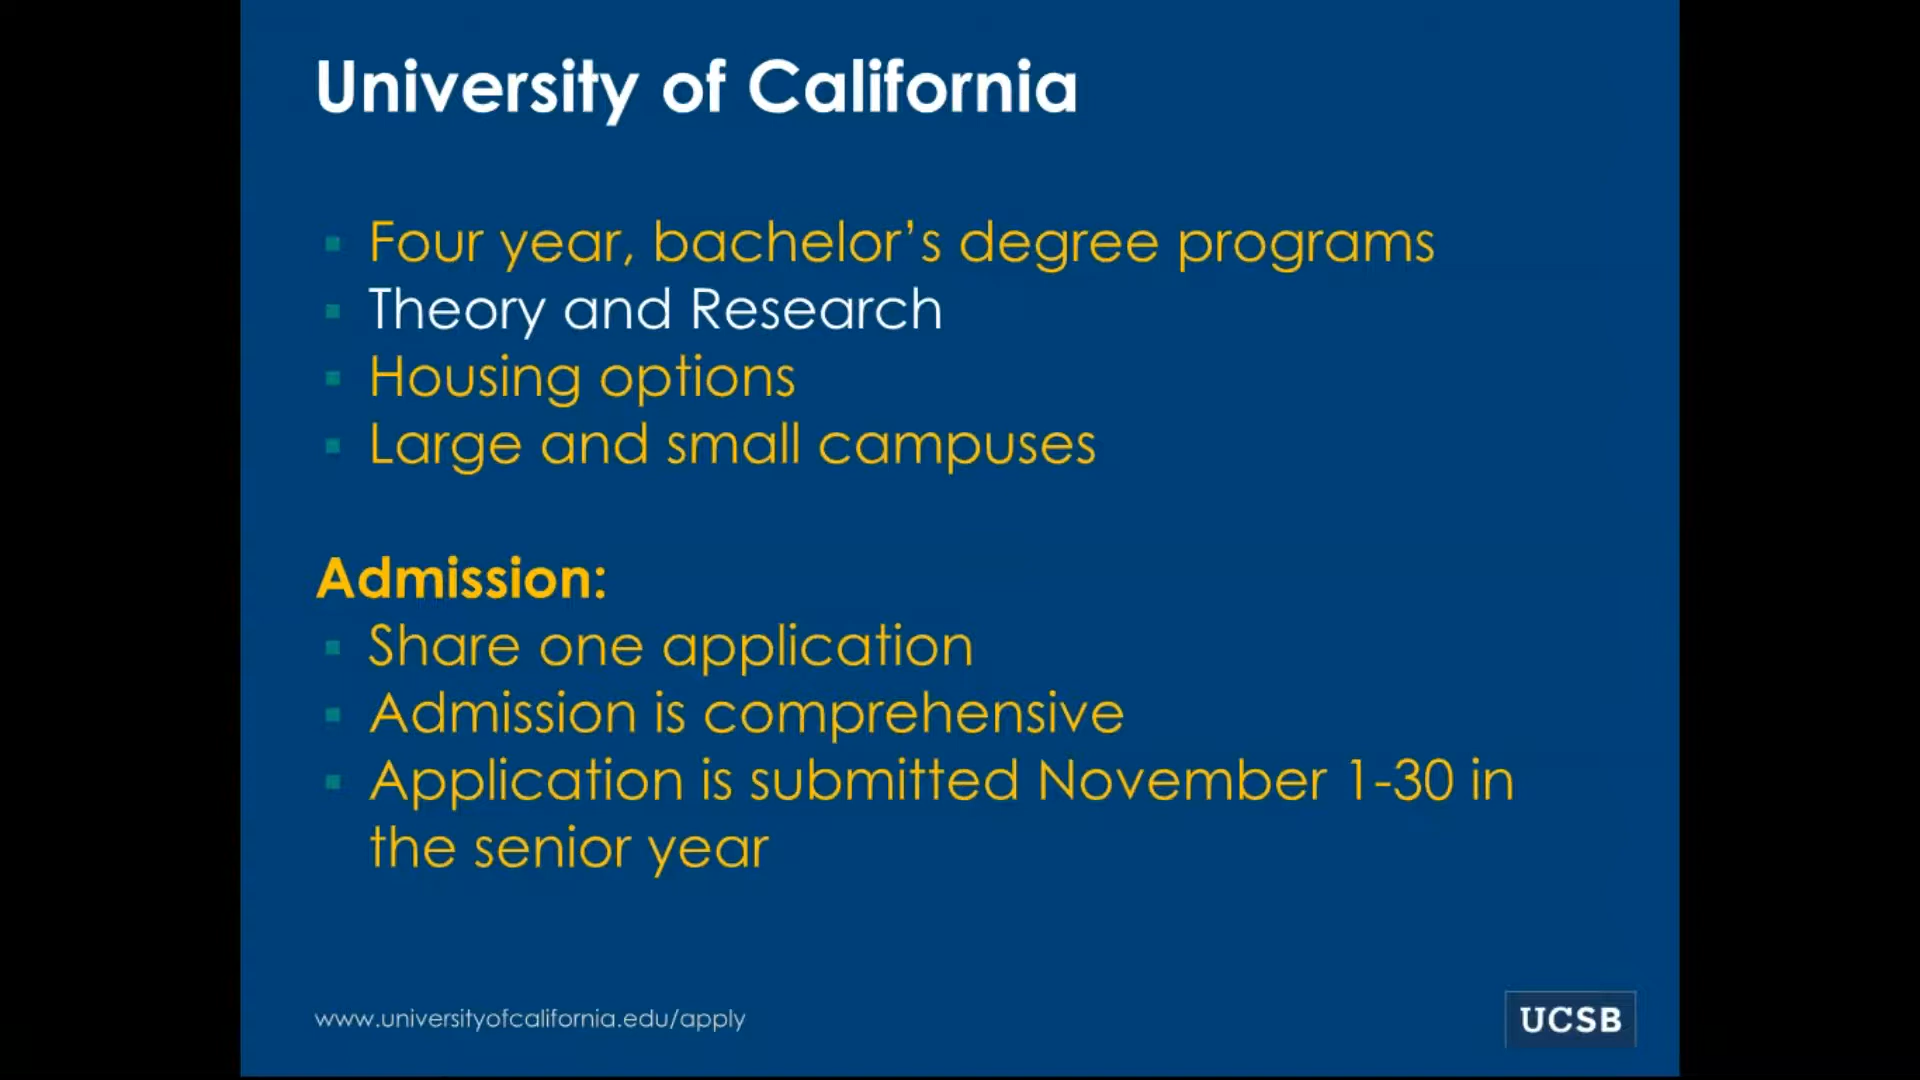 University of California
Four year, bachelor’s degree programs
Theory and Research
Housing options
Large and small campuses
Admission:
Share one application
Admission is comprehensive
Application is submitted November 1-30 in
the senior year
www.universityofcalifornia.edu/apply
UCSB